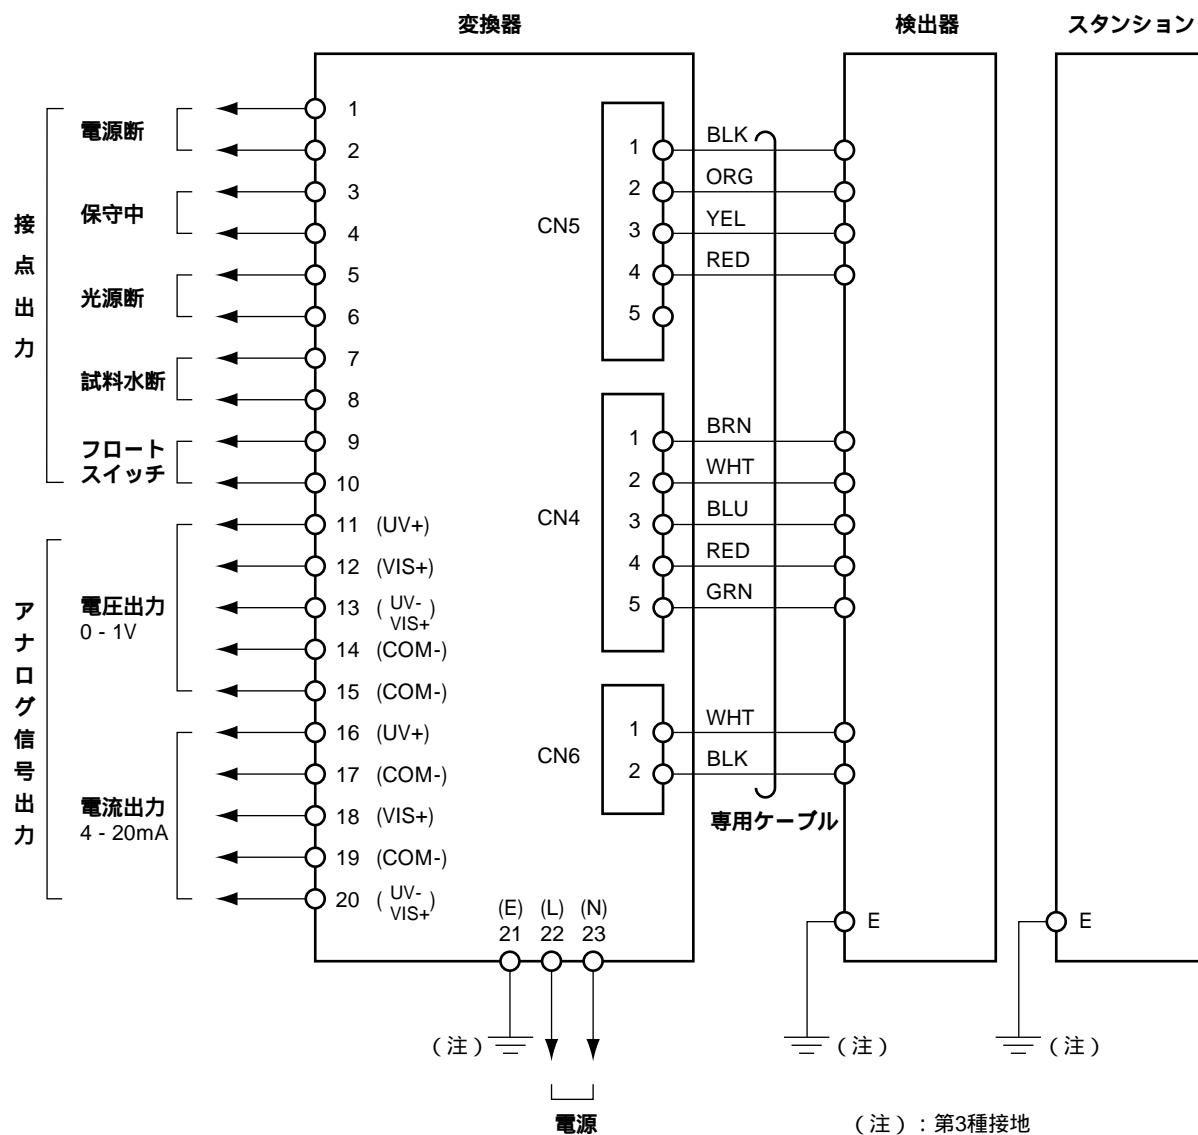 変換器
検出器
スタンション
接点出力
電源断
保守中
光源断
試料水断
フロート
スイッチ
1
2
3
4
5
6
7
8
9
10
アナログ信号出力
電圧出力
0 - 1V
電流出力
4 - 20mA
11 (UV+)
12 (VIS+)
13 ( UV-
VIS+ )
14 (COM-)
15 (COM-)
16 (UV+)
17 (COM-)
18 (VIS+)
19 (COM-)
20 ( UV-
VIS+ )
CN5
1 BLK
2 ORG
3 YEL
4 RED
5
CN4
1 BRN
2 WHT
3 BLU
4 RED
5 GRN
CN6
1 WHT
2 BLK
専用ケーブル
(E) (L) (N)
21 22 23
E
E
（注）
（注）
（注）
電源
（注）：第3種接地